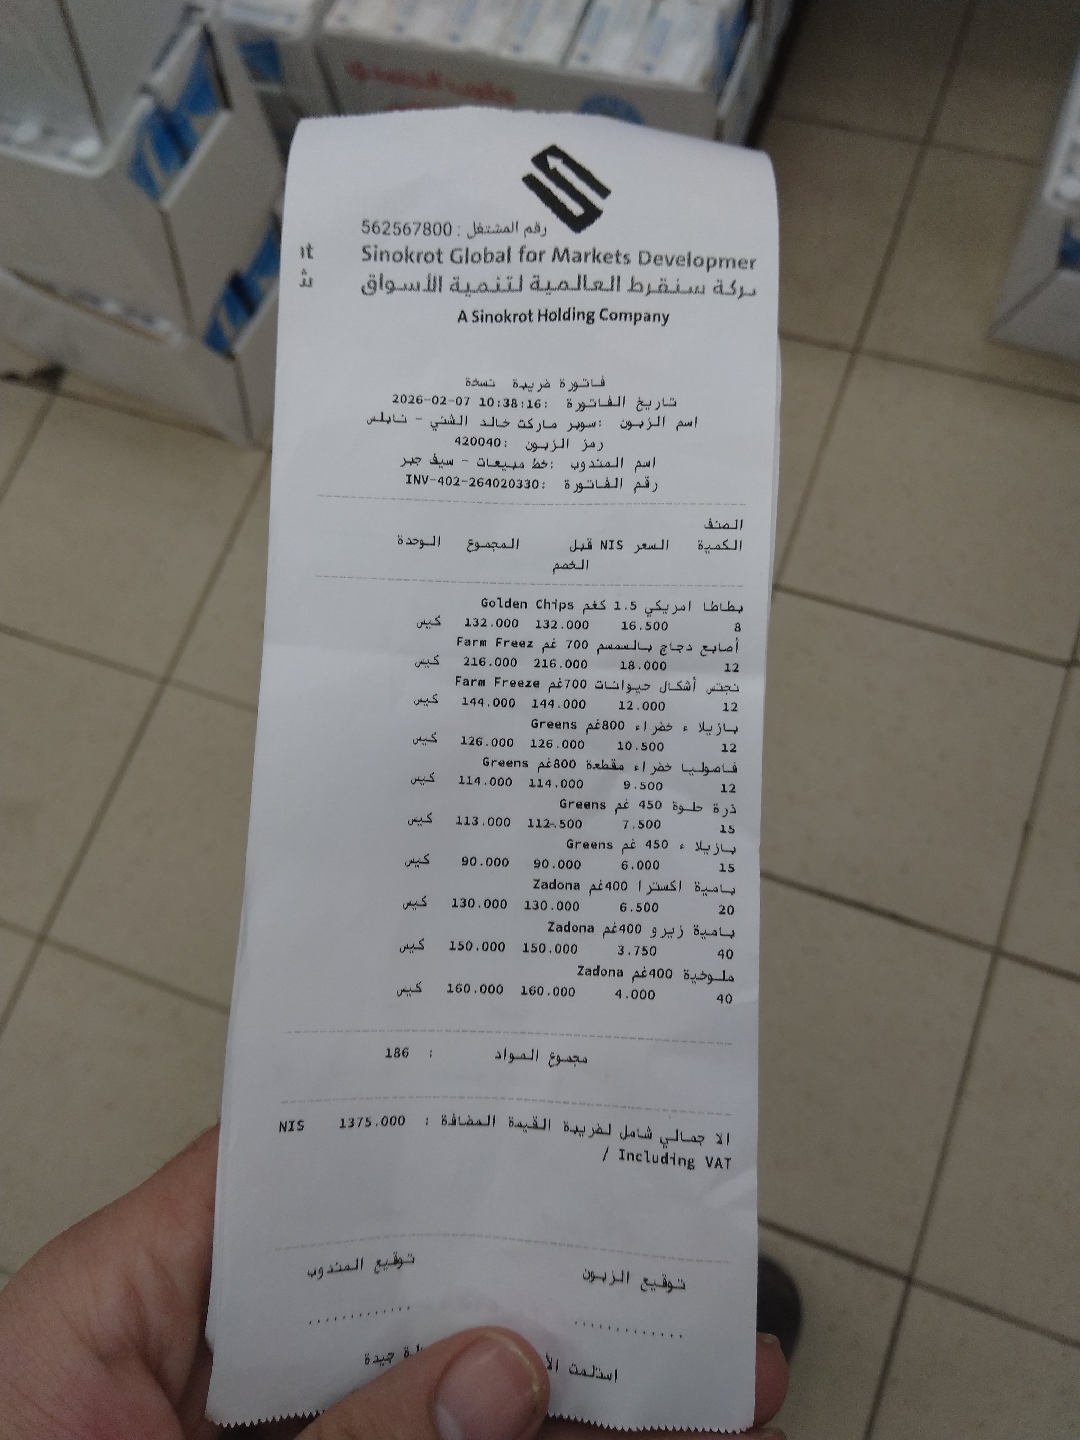 رقم المشتغل : 562567800
nt Sinokrot Global for Markets Developmer
شركة سنقرط العالمية لتنمية الأسواق
A Sinokrot Holding Company
فاتورة ضريبة نسخة
تاريخ الفاتورة :2026-02-07 10:38:16
اسم الزبون :سوبر ماركت خالد الشني - نابلس
رمز الزبون :420040
اسم المندوب :خط مبيعات - سيف جبر
رقم الفاتورة :INV-402-264020330
الصنف
الكمية السعر NIS قبل المجموع الوحدة
الخصم
بطاطا امريكي 1.5 كغم Golden Chips
8 16.500 132.000 132.000 كيس
أصابع دجاج بالسمسم 700 غم Farm Freez
12 18.000 216.000 216.000 كيس
نجتس أشكال حيوانات 700غم Farm Freeze
12 12.000 144.000 144.000 كيس
بازيلاء خضراء 800غم Greens
12 10.500 126.000 126.000 كيس
فاصوليا خضراء مقطعة 800غم Greens
12 9.500 114.000 114.000 كيس
ذرة حلوة 450 غم Greens
15 7.500 112.500 113.000 كيس
بازيلاء 450 غم Greens
15 6.000 90.000 90.000 كيس
بامية اكسترا 400غم Zadona
20 6.500 130.000 130.000 كيس
بامية زيرو 400غم Zadona
40 3.750 150.000 150.000 كيس
ملوخية 400غم Zadona
40 4.000 160.000 160.000 كيس
مجموع المواد : 186
الاجمالي شامل لضريبة القيمة المضافة : 1375.000 NIS
/ Including VAT
توقيع الزبون توقيع المندوب
استلمت جيدة